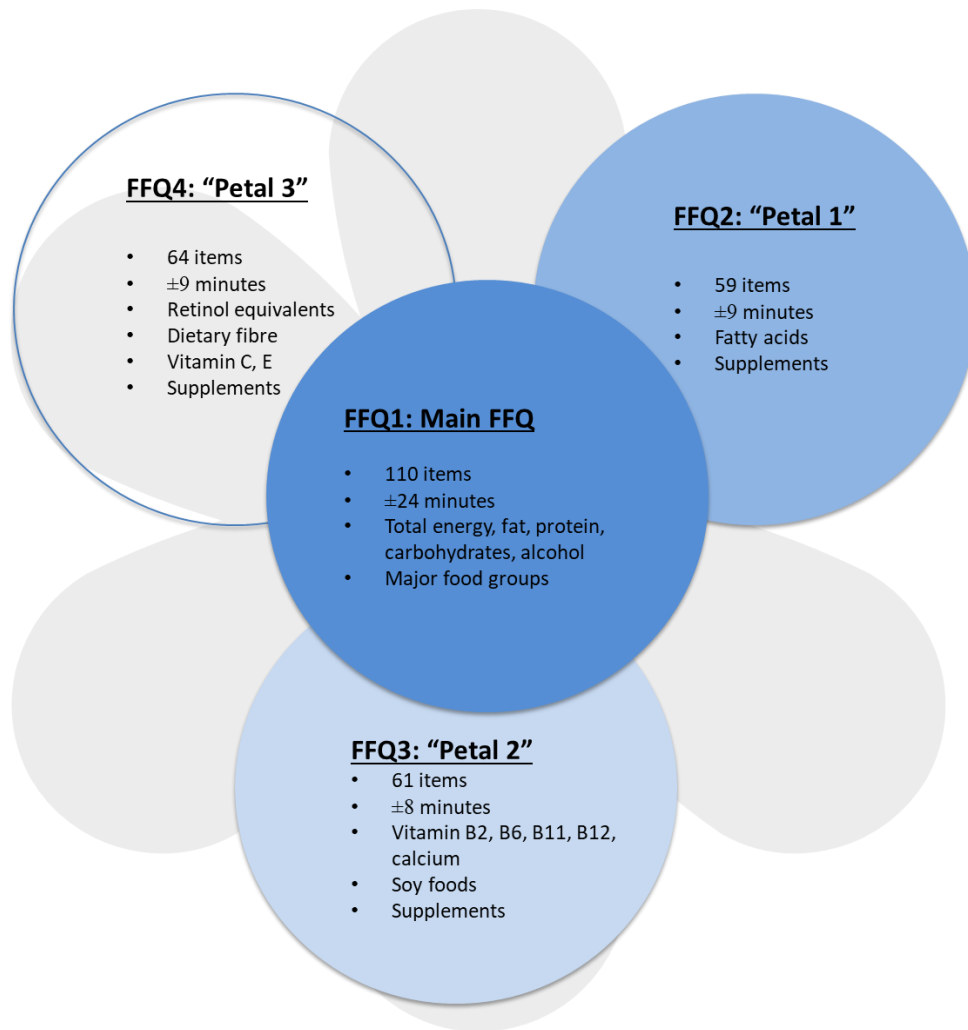 FFQ4: “Petal 3”
• 64 items
• ±9 minutes
• Retinol equivalents
• Dietary fibre
• Vitamin C, E
• Supplements
FFQ2: “Petal 1”
• 59 items
• ±9 minutes
• Fatty acids
• Supplements
FFQ1: Main FFQ
• 110 items
• ±24 minutes
• Total energy, fat, protein,
carbohydrates, alcohol
• Major food groups
FFQ3: “Petal 2”
• 61 items
• ±8 minutes
• Vitamin B2, B6, B11, B12,
calcium
• Soy foods
• Supplements